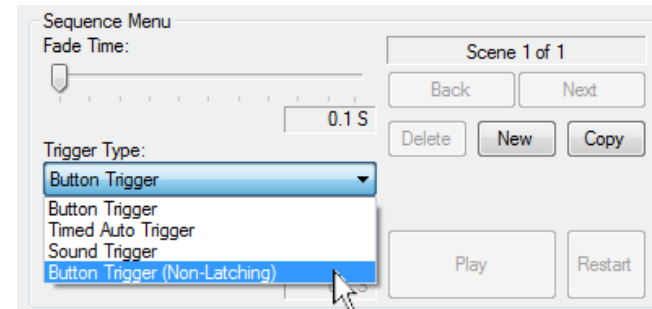 Sequence Menu
Fade Time:
Scene 1 of 1
Back
Next
0.1 S
Delete
New
Copy
Trigger Type:
Button Trigger
Button Trigger
Timed Auto Trigger
Sound Trigger
Button Trigger (Non-Latching)
Play
Restart